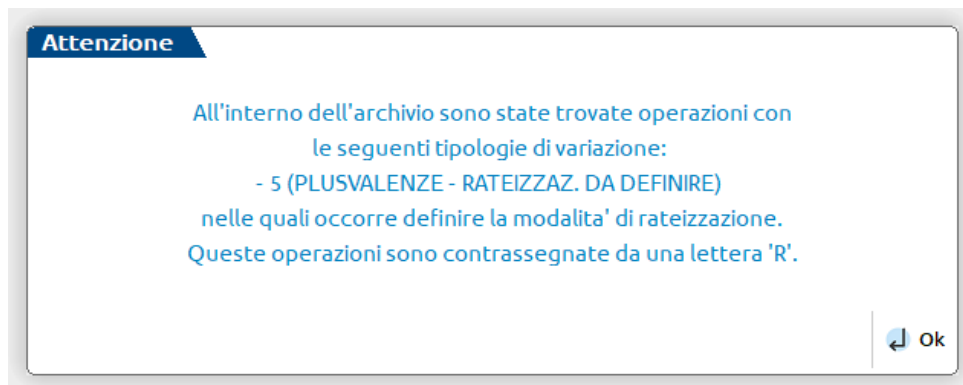 Attenzione
All'interno dell'archivio sono state trovate operazioni con
le seguenti tipologie di variazione:
- 5 (PLUSVALENZE - RATEIZZAZ. DA DEFINIRE)
nelle quali occorre definire la modalita' di rateizzazione.
Queste operazioni sono contrassegnate da una lettera 'R'.
Ok